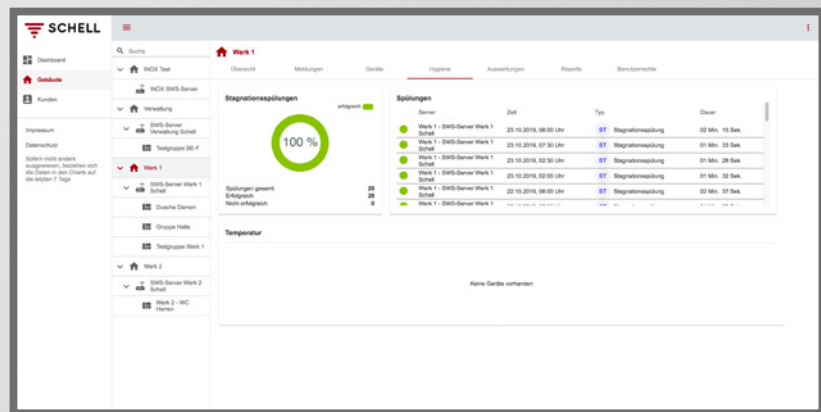 SCHELL
Dashboard
Gebäude
Kunden
Impressum
Datenschutz
Sofern nicht anders
ausgewiesen, beziehen sich
die Daten in den Charts auf
die letzten 7 Tage
Suche
INOX Test
INOX SWS-Server
Verwaltung
SWS-Server
Verwaltung Schell
Testgruppe BE-F
Werk 1
SWS-Server Werk 1
Schell
Dusche Damen
Gruppe Halle
Testgruppe Werk 1
Werk 2
SWS-Server Werk 2
Schell
Werk 2 - WC
Herren
Werk 1
Übersicht Meldungen Geräte Hygiene Auswertungen Reports Benutzerrechte
Stagnationsspülungen
erfolgreich
100 %
Spülungen gesamt 28
Erfolgreich 28
Nicht erfolgreich 0
Spülungen
Server Zeit Typ Dauer
Werk 1 - SWS-Server Werk 1
Schell 23.10.2019, 08:00 Uhr ST Stagnationsspülung 02 Min. 15 Sek.
Werk 1 - SWS-Server Werk 1
Schell 23.10.2019, 07:30 Uhr ST Stagnationsspülung 01 Min. 33 Sek.
Werk 1 - SWS-Server Werk 1
Schell 23.10.2019, 02:30 Uhr ST Stagnationsspülung 01 Min. 28 Sek.
Werk 1 - SWS-Server Werk 1
Schell 23.10.2019, 02:00 Uhr ST Stagnationsspülung 01 Min. 32 Sek.
Werk 1 - SWS-Server Werk 1
Schell 22.10.2019, 08:00 Uhr ST Stagnationsspülung 02 Min. 37 Sek.
Werk 1 - SWS-Server Werk 1
Temperatur
Keine Geräte vorhanden